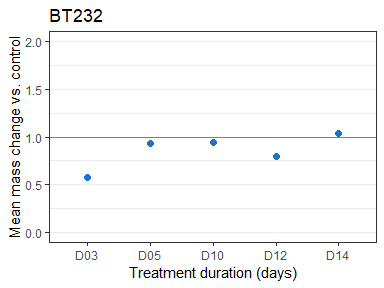 BT232
Mean mass change vs. control
2.0
1.5
1.0
0.5
0.0
D03 D05 D10 D12 D14
Treatment duration (days)